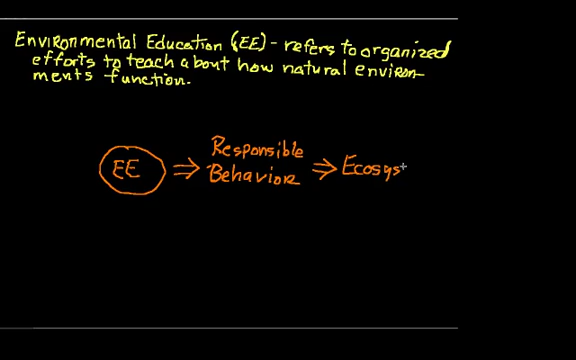 Environmental Education (EE) - refers to organized
efforts to teach about how natural environ-
ments function.
EE ⇒ Responsible Behavior ⇒ Ecosys